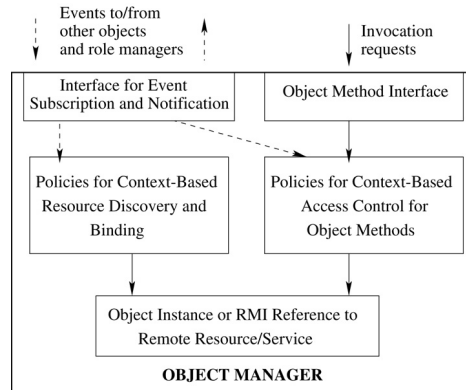 Events to/from
other objects
and role managers
Invocation
requests
Interface for Event
Subscription and Notification
Object Method Interface
Policies for Context-Based
Resource Discovery and
Binding
Policies for Context-Based
Access Control for
Object Methods
Object Instance or RMI Reference to
Remote Resource/Service
OBJECT MANAGER